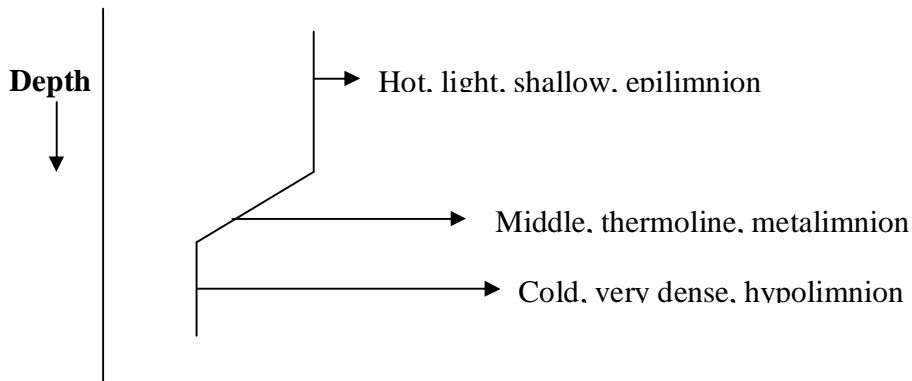 Depth
Hot, light, shallow, epilimnion
Middle, thermoline, metalimnion
Cold, very dense, hypolimnion